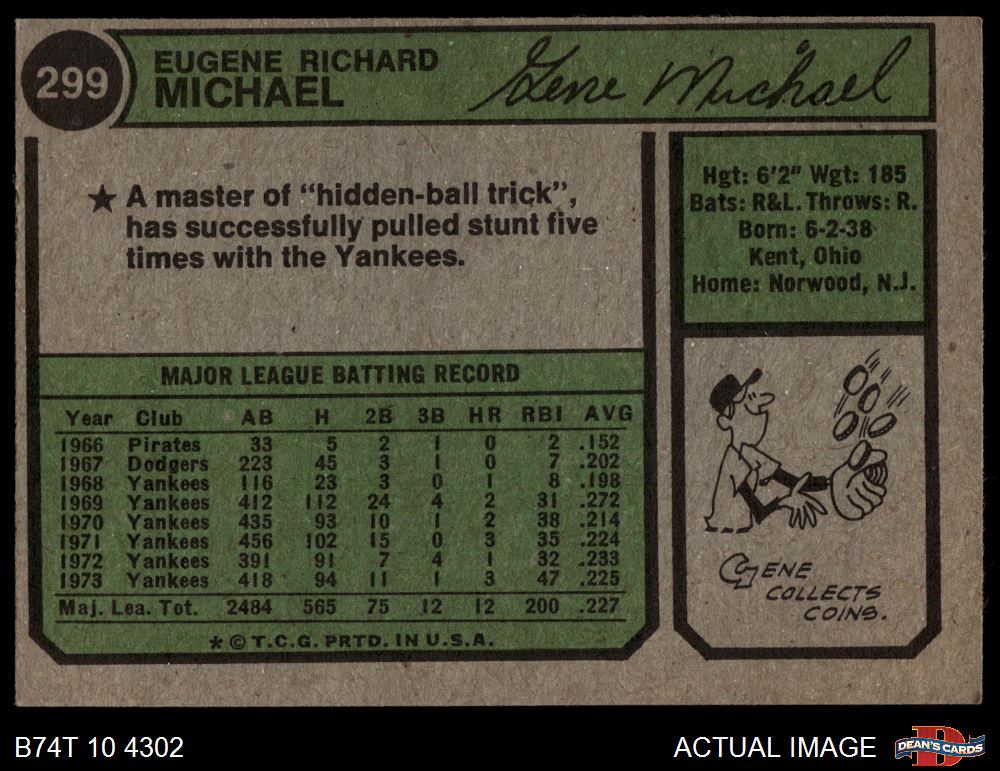 299
EUGENE RICHARD
MICHAEL
Gene Michael
★ A master of “hidden-ball trick”,
has successfully pulled stunt five
times with the Yankees.
Hgt: 6'2" Wgt: 185
Bats: R&L. Throws: R.
Born: 6-2-38
Kent, Ohio
Home: Norwood, N.J.
MAJOR LEAGUE BATTING RECORD
Year Club AB H 2B 3B HR RBI AVG
1966 Pirates 33 5 2 1 0 2 .152
1967 Dodgers 223 45 3 1 0 7 .202
1968 Yankees 116 23 3 0 1 8 .198
1969 Yankees 412 112 24 4 2 31 .272
1970 Yankees 435 93 10 1 2 38 .214
1971 Yankees 456 102 15 0 3 35 .224
1972 Yankees 391 91 7 4 1 32 .233
1973 Yankees 418 94 11 1 3 47 .225
Maj. Lea. Tot. 2484 565 75 12 12 200 .227
* © T.C.G. PRTD. IN U.S.A.
GENE
COLLECTS
COINS.
B74T 10 4302
ACTUAL IMAGE
D
DEAN'S CARDS